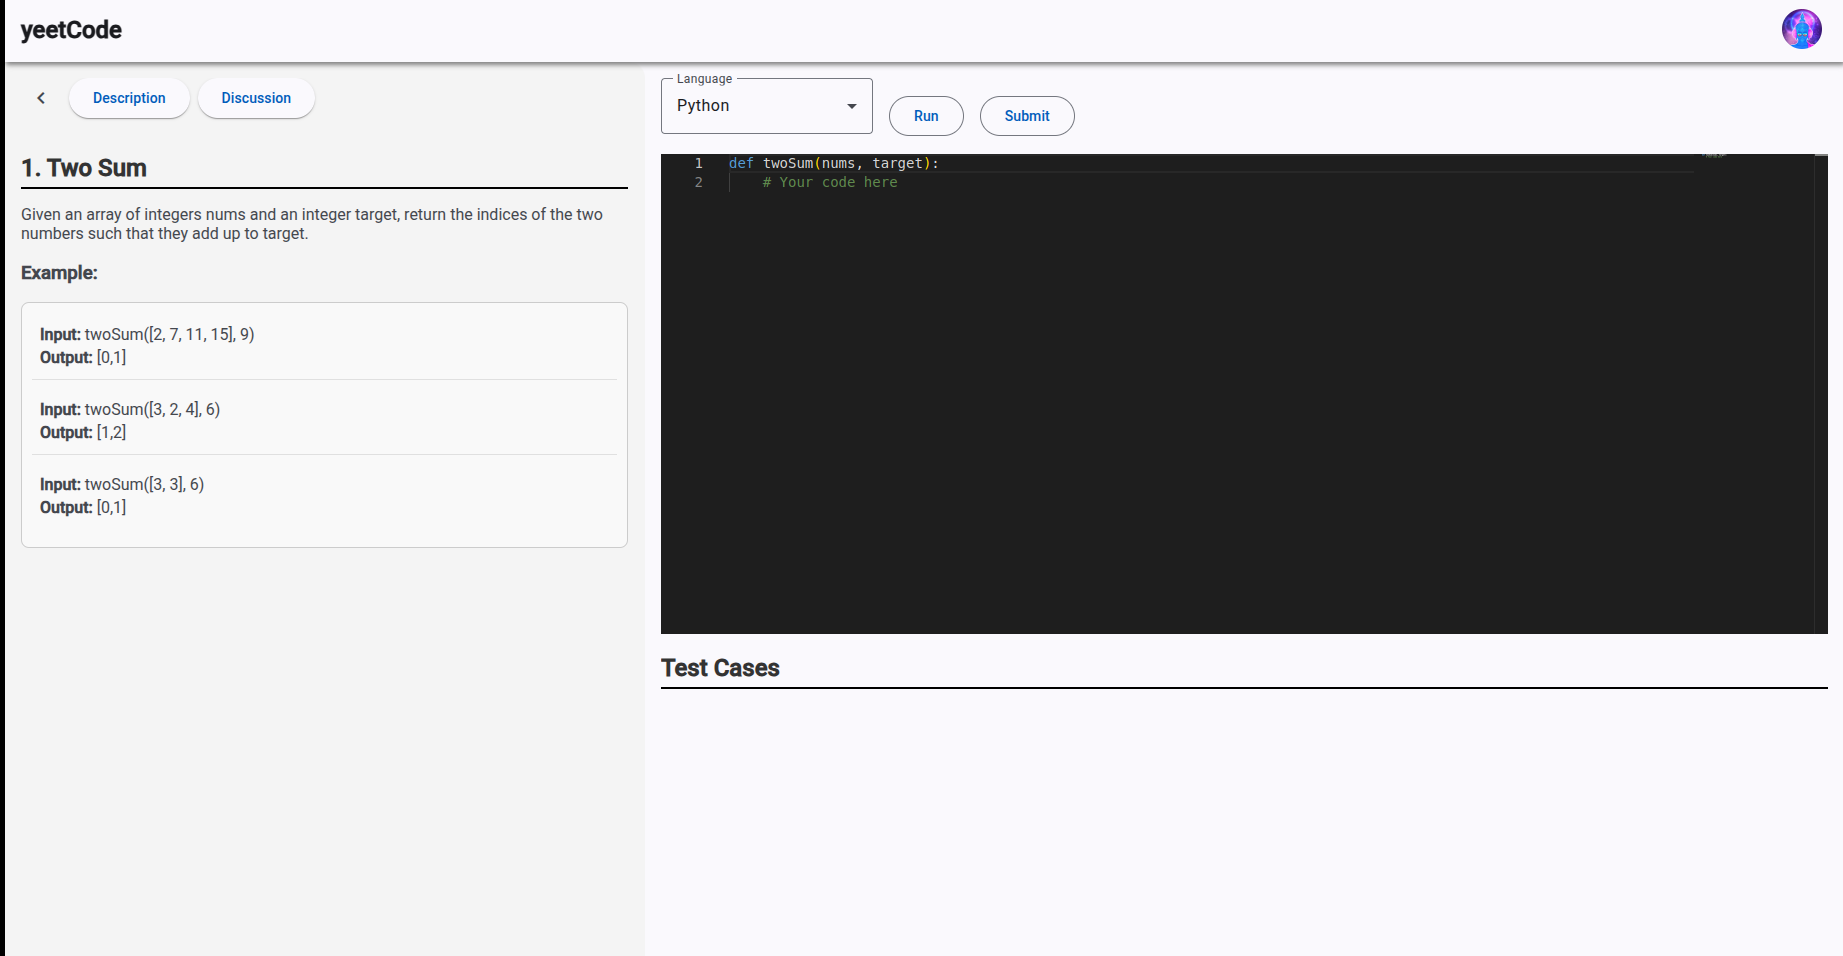 yeetCode
Description
Discussion
1. Two Sum
Given an array of integers nums and an integer target, return the indices of the two
numbers such that they add up to target.
Example:
Input: twoSum([2, 7, 11, 15], 9)
Output: [0,1]
Input: twoSum([3, 2, 4], 6)
Output: [1,2]
Input: twoSum([3, 3], 6)
Output: [0,1]
Language
Python
Run
Submit
1 def twoSum(nums, target):
2 # Your code here
Test Cases